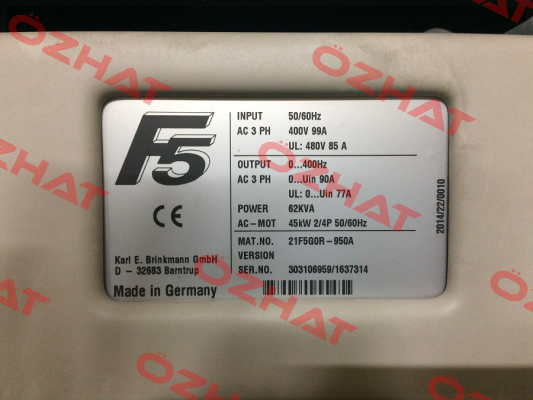 F5
CE
Karl E. Brinkmann GmbH
D - 32683 Barntrup
Made in Germany
INPUT 50/60Hz
AC 3 PH 400V 99A
UL: 480V 85 A
OUTPUT 0...400Hz
AC 3 PH 0...Uin 90A
UL: 0...Uin 77A
POWER 62KVA
AC-MOT 45kW 2/4P 50/60Hz
MAT.NO. 21F5G0R-950A
VERSION
SER.NO. 303106959/1637314
2014/22/0010
ÖZHAT
ÖZHAT
ÖZHAT
ÖZHAT
ÖZHAT
ÖZHAT
ÖZHAT
ÖZHAT